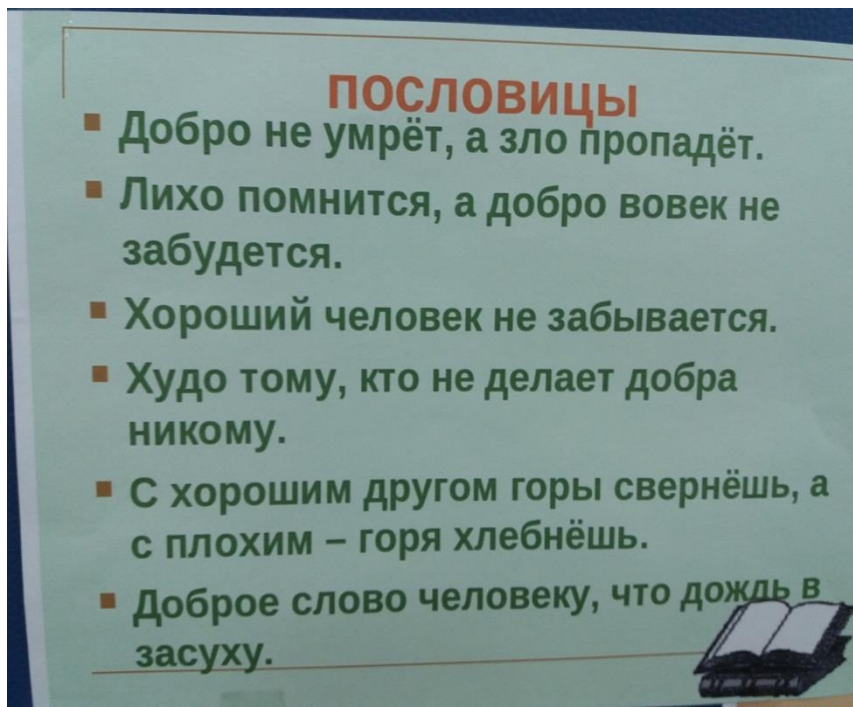 ПОСЛОВИЦЫ
▪ Добро не умрёт, а зло пропадёт.
▪ Лихо помнится, а добро вовек не
забудется.
▪ Хороший человек не забывается.
▪ Худо тому, кто не делает добра
никому.
▪ С хорошим другом горы свернёшь, а
с плохим – горя хлебнёшь.
▪ Доброе слово человеку, что дождь в
засуху.